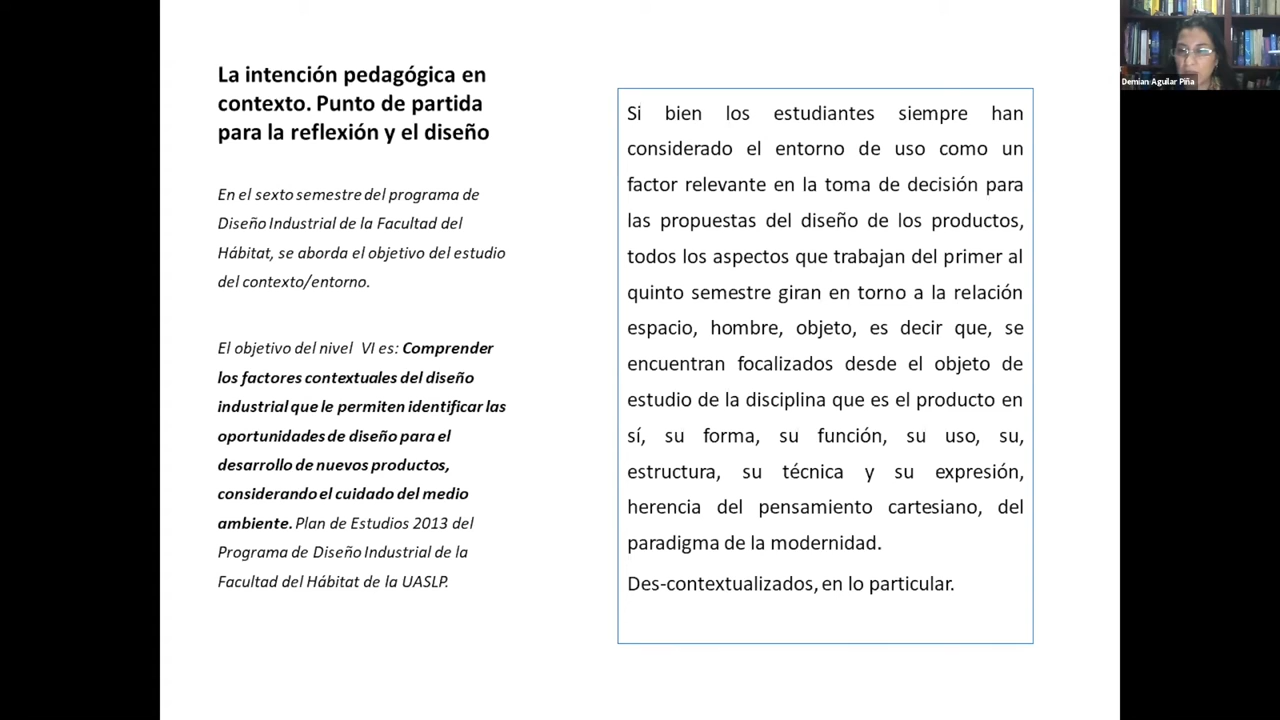 La intención pedagógica en
contexto. Punto de partida
para la reflexión y el diseño
En el sexto semestre del programa de
Diseño Industrial de la Facultad del
Hábitat, se aborda el objetivo del estudio
del contexto/entorno.
El objetivo del nivel VI es: Comprender
los factores contextuales del diseño
industrial que le permiten identificar las
oportunidades de diseño para el
desarrollo de nuevos productos,
considerando el cuidado del medio
ambiente. Plan de Estudios 2013 del
Programa de Diseño Industrial de la
Facultad del Hábitat de la UASLP.
Si bien los estudiantes siempre han
considerado el entorno de uso como un
factor relevante en la toma de decisión para
las propuestas del diseño de los productos,
todos los aspectos que trabajan del primer al
quinto semestre giran en torno a la relación
espacio, hombre, objeto, es decir que, se
encuentran focalizados desde el objeto de
estudio de la disciplina que es el producto en
sí, su forma, su función, su uso, su,
estructura, su técnica y su expresión,
herencia del pensamiento cartesiano, del
paradigma de la modernidad.
Des-contextualizados, en lo particular.
Demian Aguilar Piña